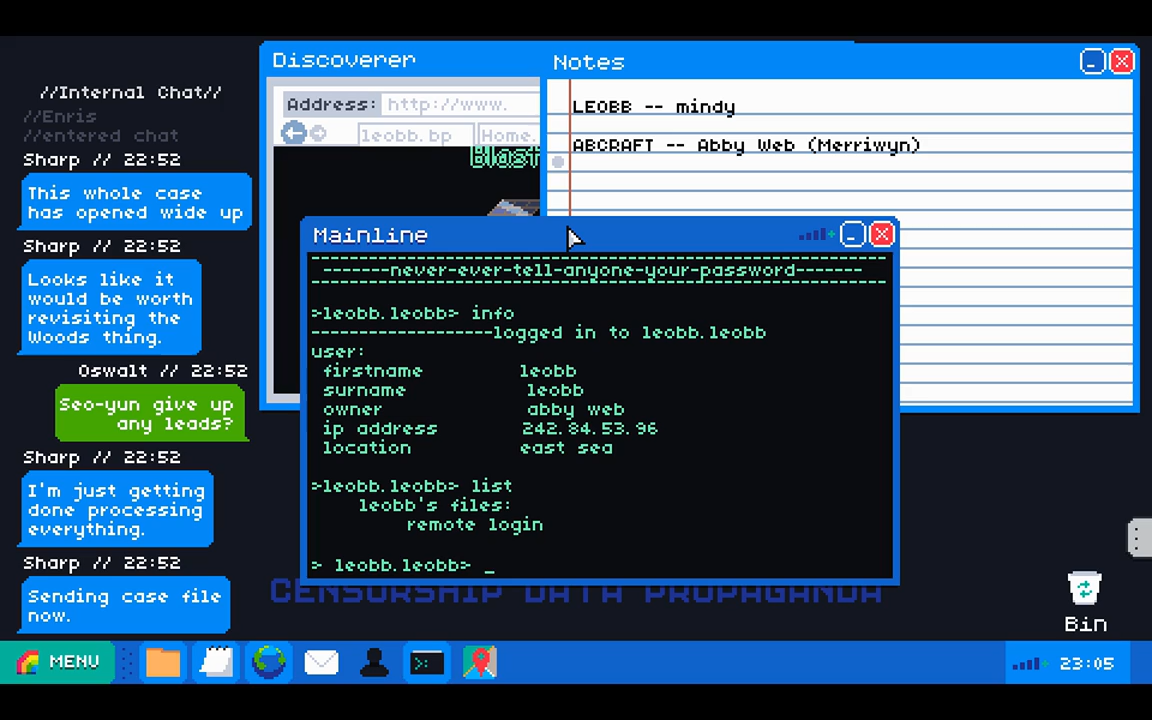 Discoverer
Notes
//Internal Chat//
//Enris
//entered chat
Sharp // 22:52
This whole case
has opened wide up
Sharp // 22:52
Looks like it
would be worth
revisiting the
Woods thing.
Oswalt // 22:52
Seo-yun give up
any leads?
Sharp // 22:52
I'm just getting
done processing
everything.
Sharp // 22:52
Sending case file
now.
Address: http://www.
leobb.bp Home.
Blast
LEOBB -- mindy
ABCRAFT -- Abby Web (Merriwyn)
Mainline
-------never-ever-tell-anyone-your-password-------
>leobb.leobb> info
-------------------logged in to leobb.leobb
user:
firstname leobb
surname leobb
owner abby web
ip address 242.84.53.96
location east sea
>leobb.leobb> list
leobb's files:
remote login
> leobb.leobb> _
CENSORSHIP DATA PROPAGANDA
Bin
MENU
23:05